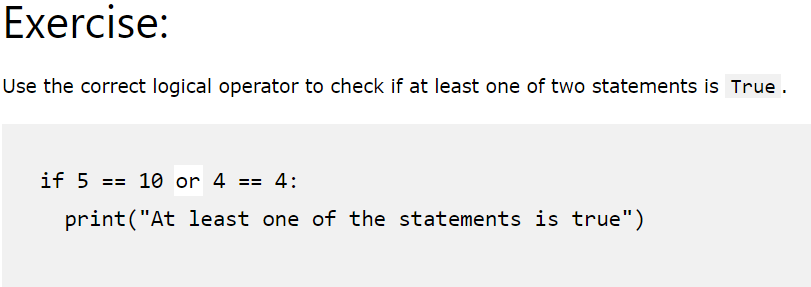 Exercise:
Use the correct logical operator to check if at least one of two statements is True.
if 5 == 10 or 4 == 4:
print("At least one of the statements is true")